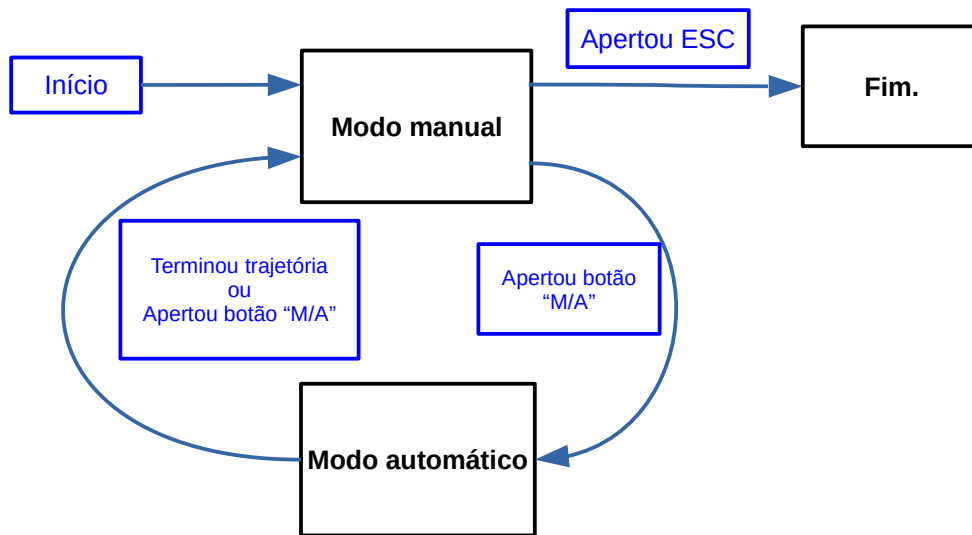 Apertou ESC
Início
Fim.
Modo manual
Terminou trajetória
ou
Apertou botão “M/A”
Apertou botão
“M/A”
Modo automático